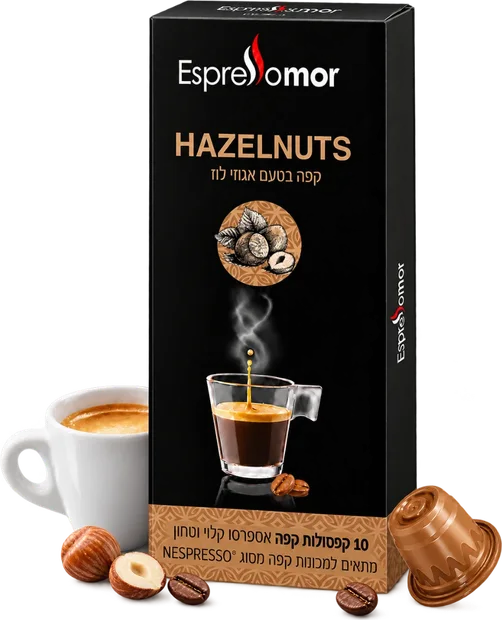 Espressomor
HAZELNUTS
קפה בטעם אגוזי לוז
Espressomor
10 קפסולות קפה אספרסו קלוי וטחון
מתאים למכונות קפה מסוג NESPRESSO®